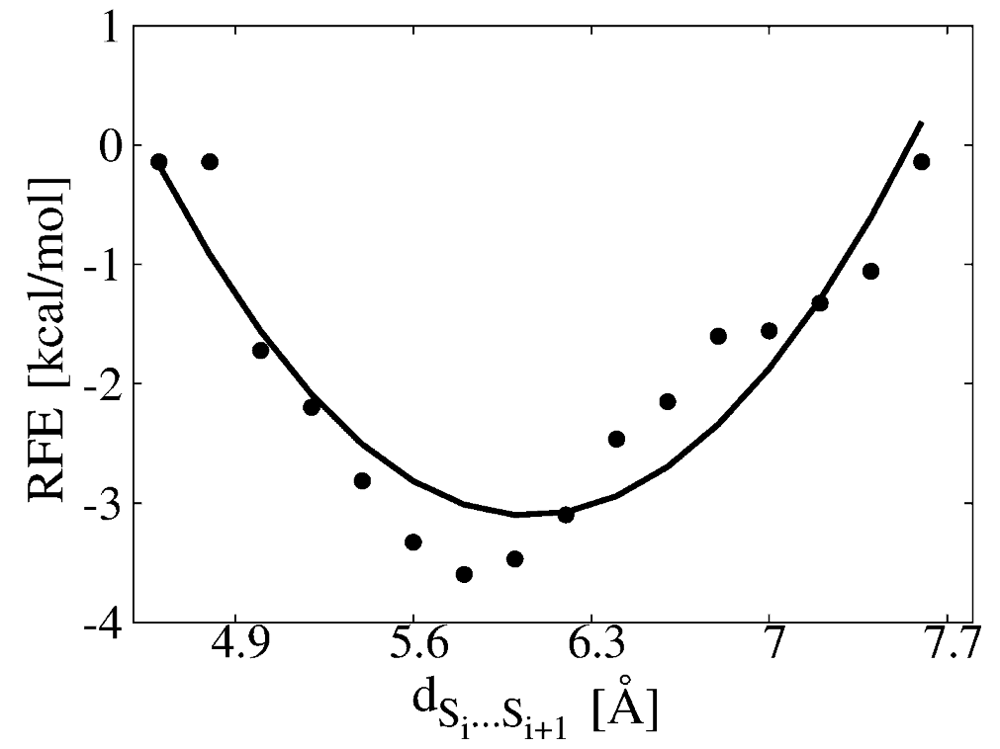 1
0
-1
-2
-3
-4
RFE [kcal/mol]
4.9 5.6 6.3 7 7.7
dSi...Si+1 [Å]